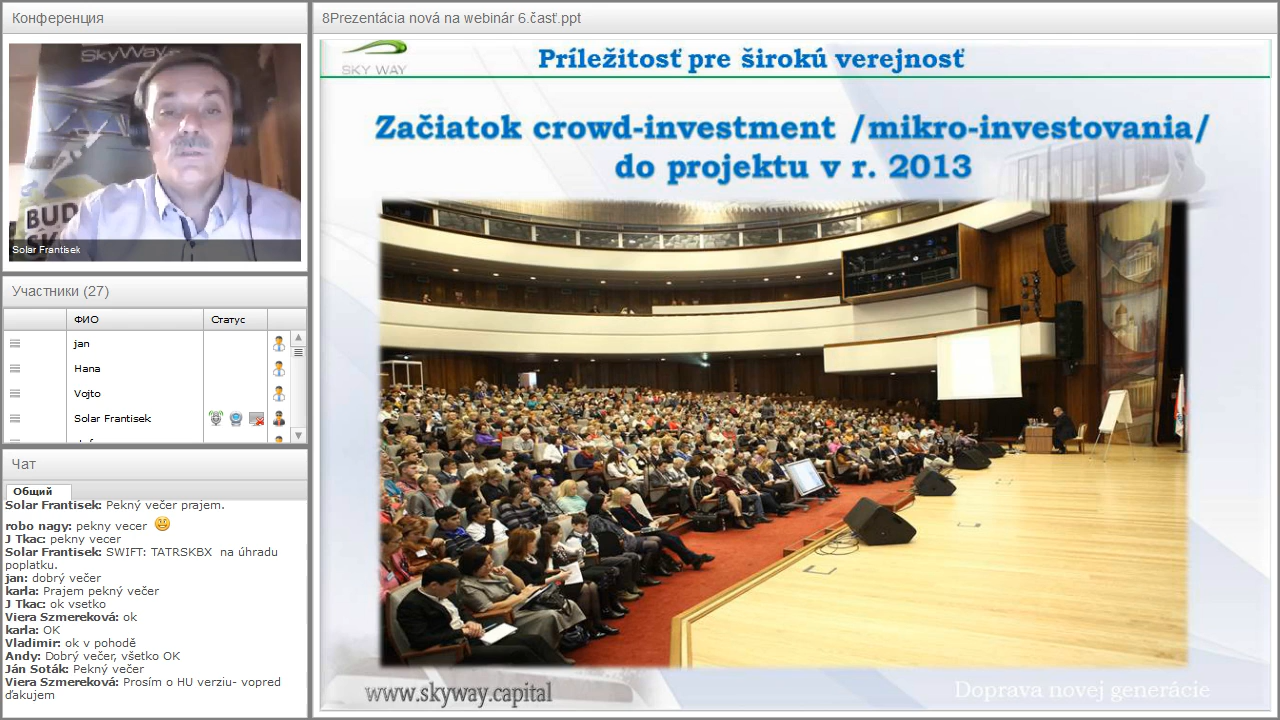 Конференция
SkyWay
BUD
Solar Frantisek
Участники (27)
ФИО Статус
jan
Hana
Vojto
Solar Frantisek
Чат
Общий
Solar Frantisek: Pekný večer prajem.
robo nagy: pekny vecer
J Tkac: pekny vecer
Solar Frantisek: SWIFT: TATRSKBX na úhradu
poplatku.
jan: dobrý večer
karla: Prajem pekný večer
J Tkac: ok vsetko
Viera Szmereková: ok
karla: OK
Vladimir: ok v pohodě
Andy: Dobrý večer, všetko OK
Ján Soták: Pekný večer
Viera Szmereková: Prosím o HU verziu- vopred
ďakujem
8Prezentácia nová na webinár 6.časť.ppt
SKY WAY
Príležitosť pre širokú verejnosť
Začiatok crowd-investment /mikro-investovania/
do projektu v r. 2013
www.skyway.capital
Doprava novej generácie